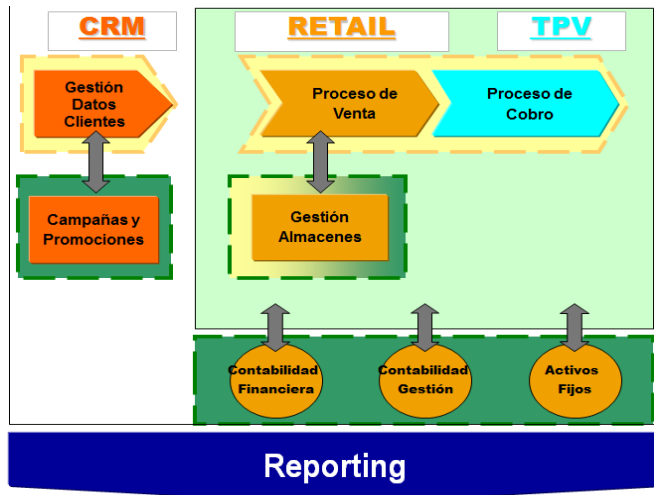 CRM
RETAIL
TPV
Gestión
Datos
Clientes
Proceso de
Venta
Proceso de
Cobro
Campañas y
Promociones
Gestión
Almacenes
Contabilidad
Financiera
Contabilidad
Gestión
Activos
Fijos
Reporting